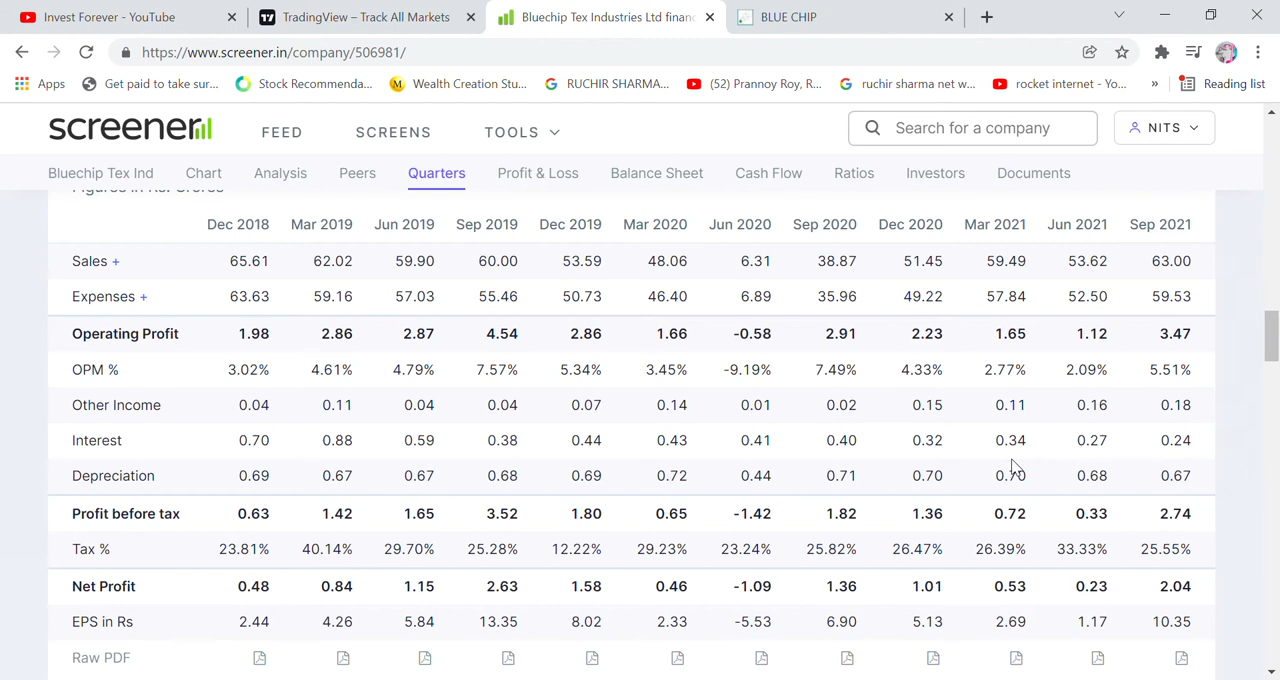 Invest Forever - YouTube
TradingView – Track All Markets
Bluechip Tex Industries Ltd finan
BLUE CHIP
https://www.screener.in/company/506981/
Apps Get paid to take sur... Stock Recommenda... Wealth Creation Stu... RUCHIR SHARMA... (52) Prannoy Roy, R... ruchir sharma net w... rocket internet - Yo... » Reading list
screener FEED SCREENS TOOLS Search for a company NITS
Bluechip Tex Ind Chart Analysis Peers Quarters Profit & Loss Balance Sheet Cash Flow Ratios Investors Documents
Figures in Rs. Crores
Dec 2018 Mar 2019 Jun 2019 Sep 2019 Dec 2019 Mar 2020 Jun 2020 Sep 2020 Dec 2020 Mar 2021 Jun 2021 Sep 2021
Sales + 65.61 62.02 59.90 60.00 53.59 48.06 6.31 38.87 51.45 59.49 53.62 63.00
Expenses + 63.63 59.16 57.03 55.46 50.73 46.40 6.89 35.96 49.22 57.84 52.50 59.53
Operating Profit 1.98 2.86 2.87 4.54 2.86 1.66 -0.58 2.91 2.23 1.65 1.12 3.47
OPM % 3.02% 4.61% 4.79% 7.57% 5.34% 3.45% -9.19% 7.49% 4.33% 2.77% 2.09% 5.51%
Other Income 0.04 0.11 0.04 0.04 0.07 0.14 0.01 0.02 0.15 0.11 0.16 0.18
Interest 0.70 0.88 0.59 0.38 0.44 0.43 0.41 0.40 0.32 0.34 0.27 0.24
Depreciation 0.69 0.67 0.67 0.68 0.69 0.72 0.44 0.71 0.70 0.70 0.68 0.67
Profit before tax 0.63 1.42 1.65 3.52 1.80 0.65 -1.42 1.82 1.36 0.72 0.33 2.74
Tax % 23.81% 40.14% 29.70% 25.28% 12.22% 29.23% 23.24% 25.82% 26.47% 26.39% 33.33% 25.55%
Net Profit 0.48 0.84 1.15 2.63 1.58 0.46 -1.09 1.36 1.01 0.53 0.23 2.04
EPS in Rs 2.44 4.26 5.84 13.35 8.02 2.33 -5.53 6.90 5.13 2.69 1.17 10.35
Raw PDF